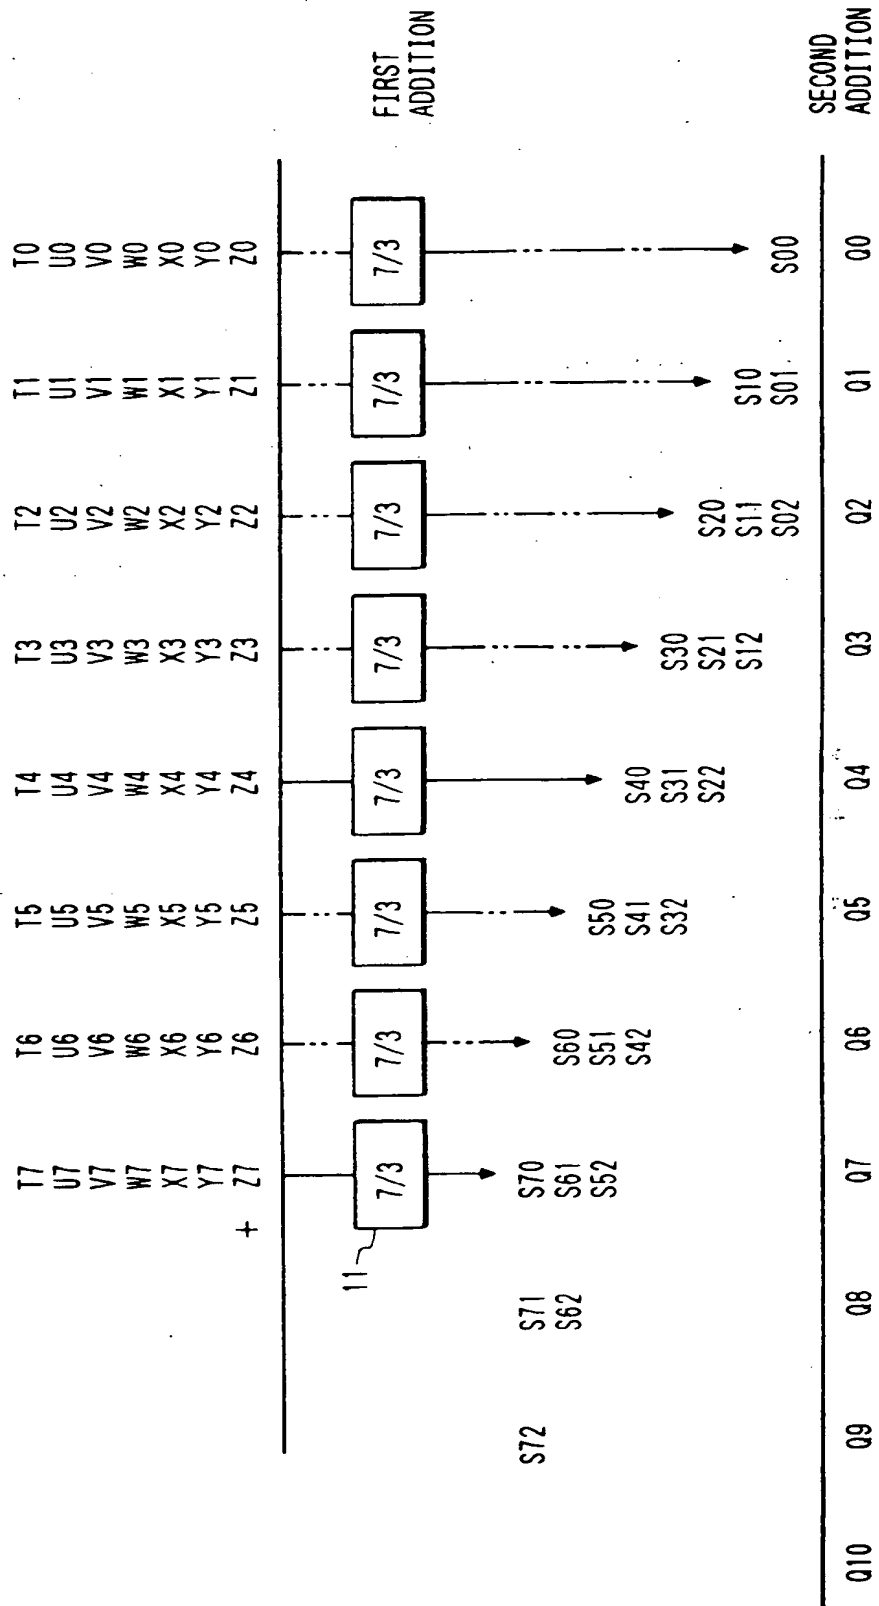 T7 T6 T5 T4 T3 T2 T1 T0
U7 U6 U5 U4 U3 U2 U1 U0
V7 V6 V5 V4 V3 V2 V1 V0
W7 W6 W5 W4 W3 W2 W1 W0
X7 X6 X5 X4 X3 X2 X1 X0
Y7 Y6 Y5 Y4 Y3 Y2 Y1 Y0
+ Z7 Z6 Z5 Z4 Z3 Z2 Z1 Z0
11 7/3 7/3 7/3 7/3 7/3 7/3 7/3 7/3 FIRST
ADDITION
S72 S71 S70
S62 S61 S60
S52 S51 S50
S42 S41 S40
S32 S31 S30
S22 S21 S20
S12 S11 S10
S02 S01 S00
SECOND
Q10 Q9 Q8 Q7 Q6 Q5 Q4 Q3 Q2 Q1 Q0 ADDITION